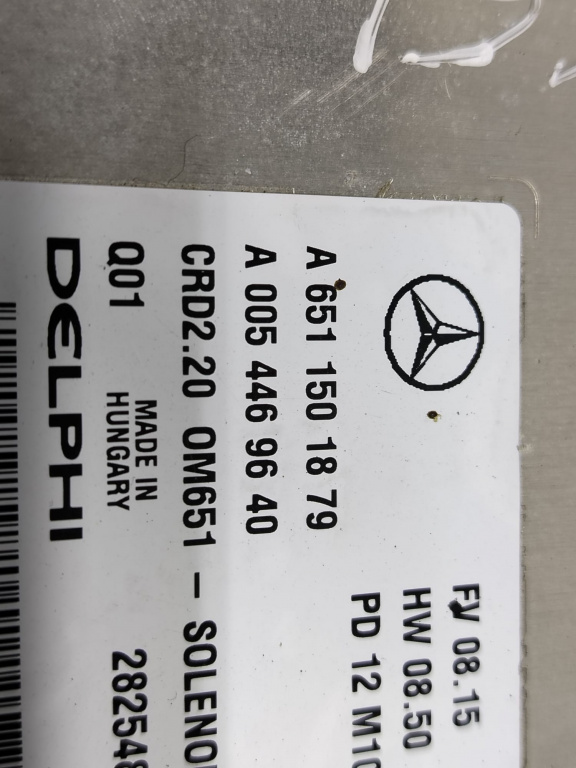 FV 08.15
HW 08.50
PD 12 M10
A 651 150 18 79
A 005 446 96 40
CRD2.20 OM651 - SOLENO
Q01 MADE IN
HUNGARY
282548
DELPHI